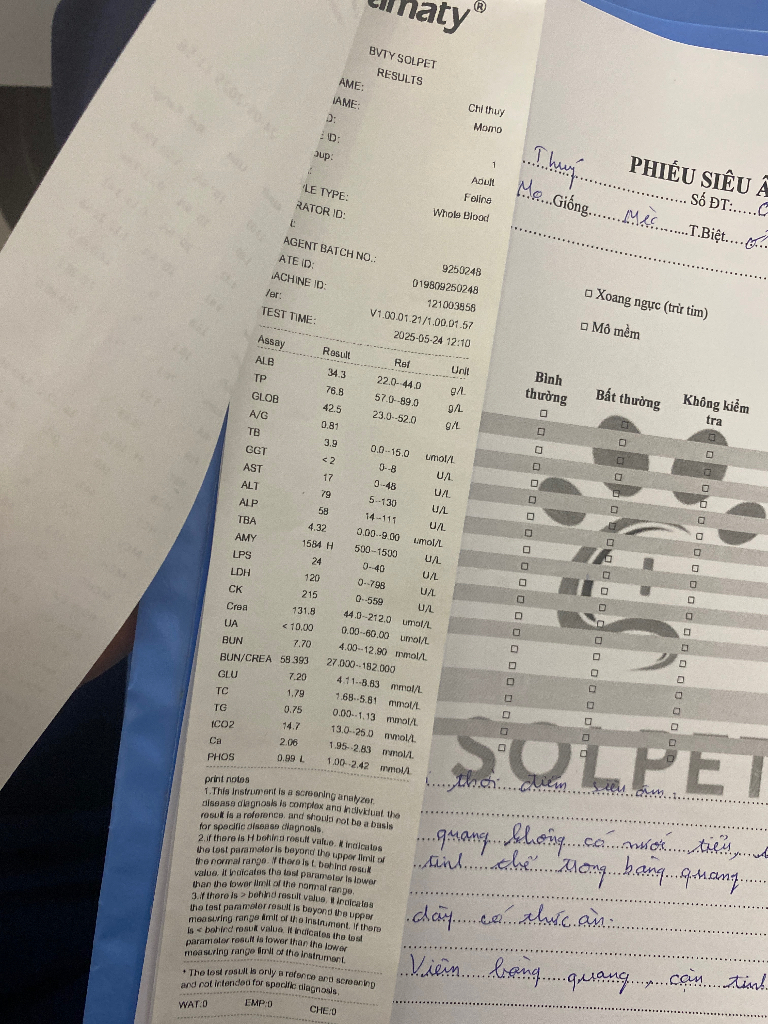 amaty®
BVTY SOLPET
RESULTS
AME: Chi thuy
IAME: Momo
D:
E ID: 1
oup: Adult
Feline
LE TYPE: Whole Blood
RATOR ID:
AGENT BATCH NO.: 9250248
ATE ID: 019809250248
ACHINE ID: 121003858
Ver: V1.00.01.21/1.00.01.57
TEST TIME: 2025-05-24 12:10
Assay Result Ref Unit
ALB 34.3 22.0--44.0 g/L
TP 76.8 57.0--89.0 g/L
GLOB 42.5 23.0--52.0 g/L
A/G 0.81
TB 3.9 0.0--15.0 umol/L
GGT <2 0--8 U/L
AST 17 0--48 U/L
ALT 79 5--130 U/L
ALP 58 14--111 U/L
TBA 4.32 0.00--9.00 umol/L
AMY 1584 H 500--1500 U/L
LPS 24 0--40 U/L
LDH 120 0--798 U/L
CK 215 0--559 U/L
Crea 131.8 44.0--212.0 umol/L
UA <10.00 0.00--60.00 umol/L
BUN 7.70 4.00--12.90 mmol/L
BUN/CREA 58.393 27.000--182.000
GLU 7.20 4.11--8.83 mmol/L
TC 1.79 1.68--5.81 mmol/L
TG 0.75 0.00--1.13 mmol/L
tCO2 14.7 13.0--25.0 mmol/L
Ca 2.06 1.95--2.83 mmol/L
PHOS 0.99 L 1.00--2.42 mmol/L
print notes
1.This instrument is a screening analyzer,
disease diagnosis is complex and individual, the
result is a reference, and should not be a basis
for specific disease diagnosis.
2.if there is H behind result value, it indicates
the test parameter is beyond the upper limit of
the normal range. If there is L behind result
value, it indicates the test parameter is lower
than the lower limit of the normal range.
3.if there is > behind result value, it indicates
the test parameter result is beyond the upper
measuring range limit of the instrument. If there
is < behind result value, it indicates the test
parameter result is lower than the lower
measuring range limit of the instrument.
* The test result is only a refence and screening
and not intended for specific diagnosis.
WAT:0 EMP:0 CHE:0
PHIẾU SIÊU Â
Thuý Số ĐT:
Mo Giống Mèo T.Biệt
□ Xoang ngực (trừ tim)
□ Mô mềm
Bình thường Bất thường Không kiểm tra
SOLPET
thời điểm siêu âm.
quang không có nước tiểu,
tinh thể trong bàng quang
dày có thức ăn.
Viêm bàng quang, cặn tinh